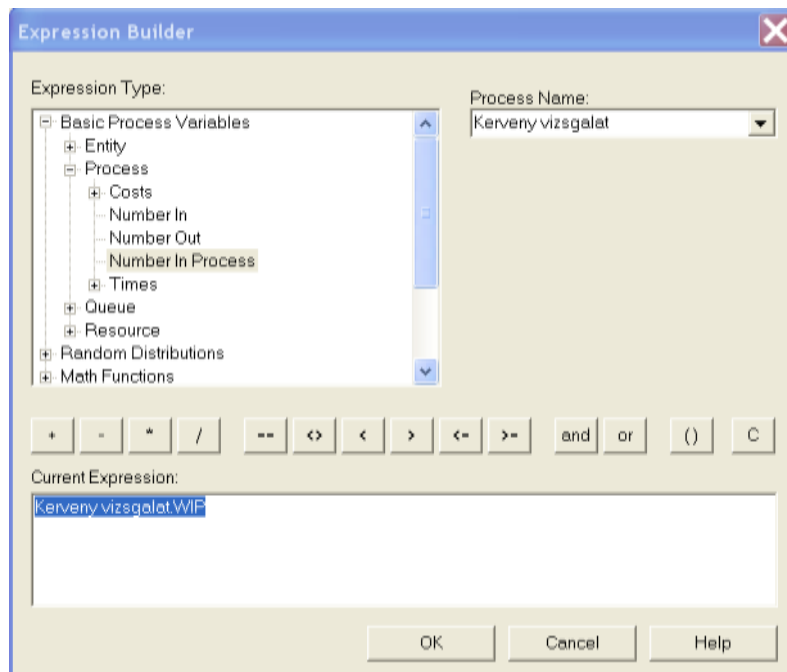 Expression Builder
Expression Type:
Process Name:
Basic Process Variables
Kerveny vizsgalat
Entity
Process
Costs
Number In
Number Out
Number In Process
Times
Queue
Resource
Random Distributions
Math Functions
+ - * / == <> < > <= >= and or () C
Current Expression:
Kerveny vizsgalat.WIP
OK Cancel Help